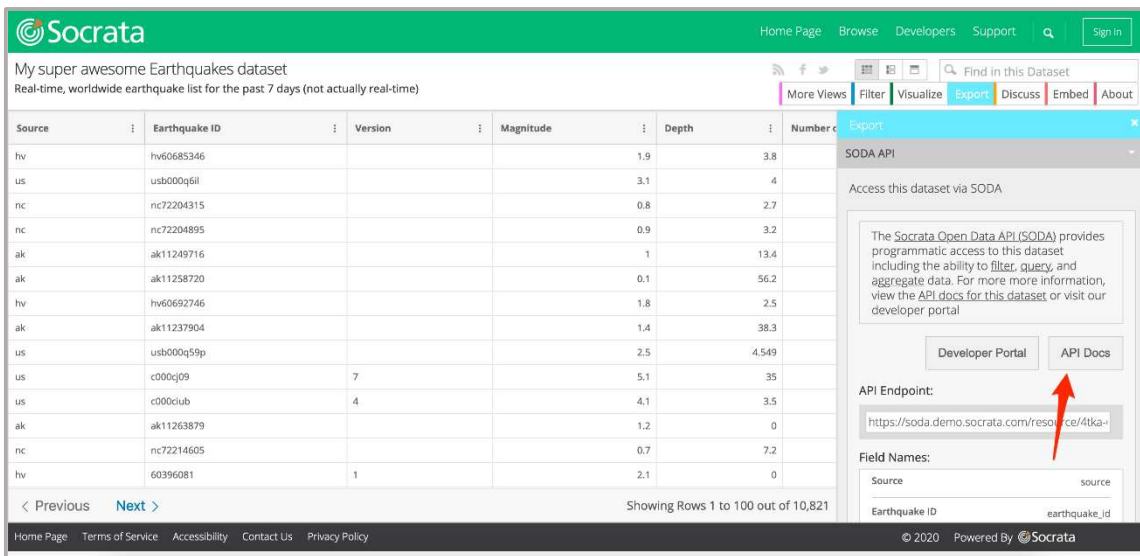 Socrata
Home Page Browse Developers Support Sign In
My super awesome Earthquakes dataset
Real-time, worldwide earthquake list for the past 7 days (not actually real-time)
Find in this Dataset
More Views Filter Visualize Export Discuss Embed About
Source Earthquake ID Version Magnitude Depth Number
hv hv60685346 1.9 3.8
us usb000q6il 3.1 4
nc nc72204315 0.8 2.7
nc nc72204895 0.9 3.2
ak ak11249716 1 13.4
ak ak11258720 0.1 56.2
hv hv60692746 1.8 2.5
ak ak11237904 1.4 38.3
us usb000q59p 2.5 4.549
us c000cj09 7 5.1 35
us c000ciub 4 4.1 3.5
ak ak11263879 1.2 0
nc nc72214605 0.7 7.2
hv 60396081 1 2.1 0
< Previous Next > Showing Rows 1 to 100 out of 10,821
Export
SODA API
Access this dataset via SODA
The Socrata Open Data API (SODA) provides
programmatic access to this dataset
including the ability to filter, query, and
aggregate data. For more more information,
view the API docs for this dataset or visit our
developer portal
Developer Portal API Docs
API Endpoint:
https://soda.demo.socrata.com/resource/4tka-
Field Names:
Source source
Earthquake ID earthquake_id
Home Page Terms of Service Accessibility Contact Us Privacy Policy © 2020 Powered By Socrata